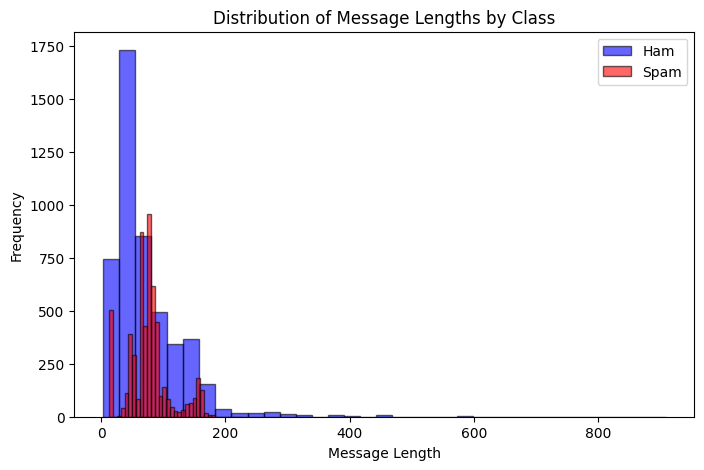 Distribution of Message Lengths by Class
1750
1500
1250
1000
750
500
250
0
Frequency
Ham
Spam
0 200 400 600 800
Message Length